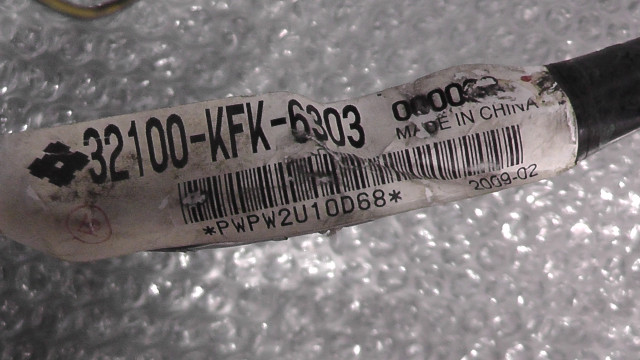 32100-KFK-6303
MADE IN CHINA
*PWPW2U10D68*
2009-02